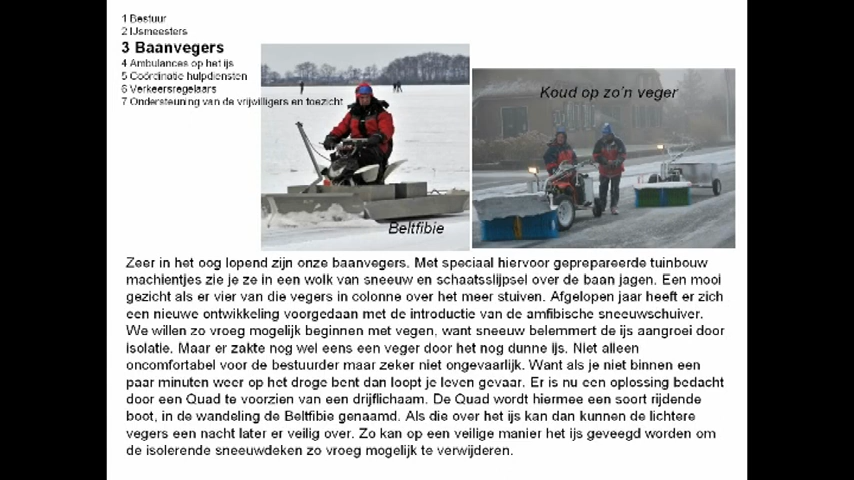 1 Bestuur
2 IJsmeesters
3 Baanvegers
4 Ambulances op het ijs
5 Coördinatie hulpdiensten
6 Verkeersregelaars
7 Ondersteuning van de vrijwilligers en toezicht
Koud op zo'n veger
Beltfibie
Zeer in het oog lopend zijn onze baanvegers. Met speciaal hiervoor geprepareerde tuinbouw
machientjes zie je ze in een wolk van sneeuw en schaatsslijpsel over de baan jagen. Een mooi
gezicht als er vier van die vegers in colonne over het meer stuiven. Afgelopen jaar heeft er zich
een nieuwe ontwikkeling voorgedaan met de introductie van de amfibische sneeuwschuiver.
We willen zo vroeg mogelijk beginnen met vegen, want sneeuw belemmert de ijs aangroei door
isolatie. Maar er zakte nog wel eens een veger door het nog dunne ijs. Niet alleen
oncomfortabel voor de bestuurder maar zeker niet ongevaarlijk. Want als je niet binnen een
paar minuten weer op het droge bent dan loopt je leven gevaar. Er is nu een oplossing bedacht
door een Quad te voorzien van een drijflichaam. De Quad wordt hiermee een soort rijdende
boot, in de wandeling de Beltfibie genaamd. Als die over het ijs kan dan kunnen de lichtere
vegers een nacht later er veilig over. Zo kan op een veilige manier het ijs geveegd worden om
de isolerende sneeuwdeken zo vroeg mogelijk te verwijderen.